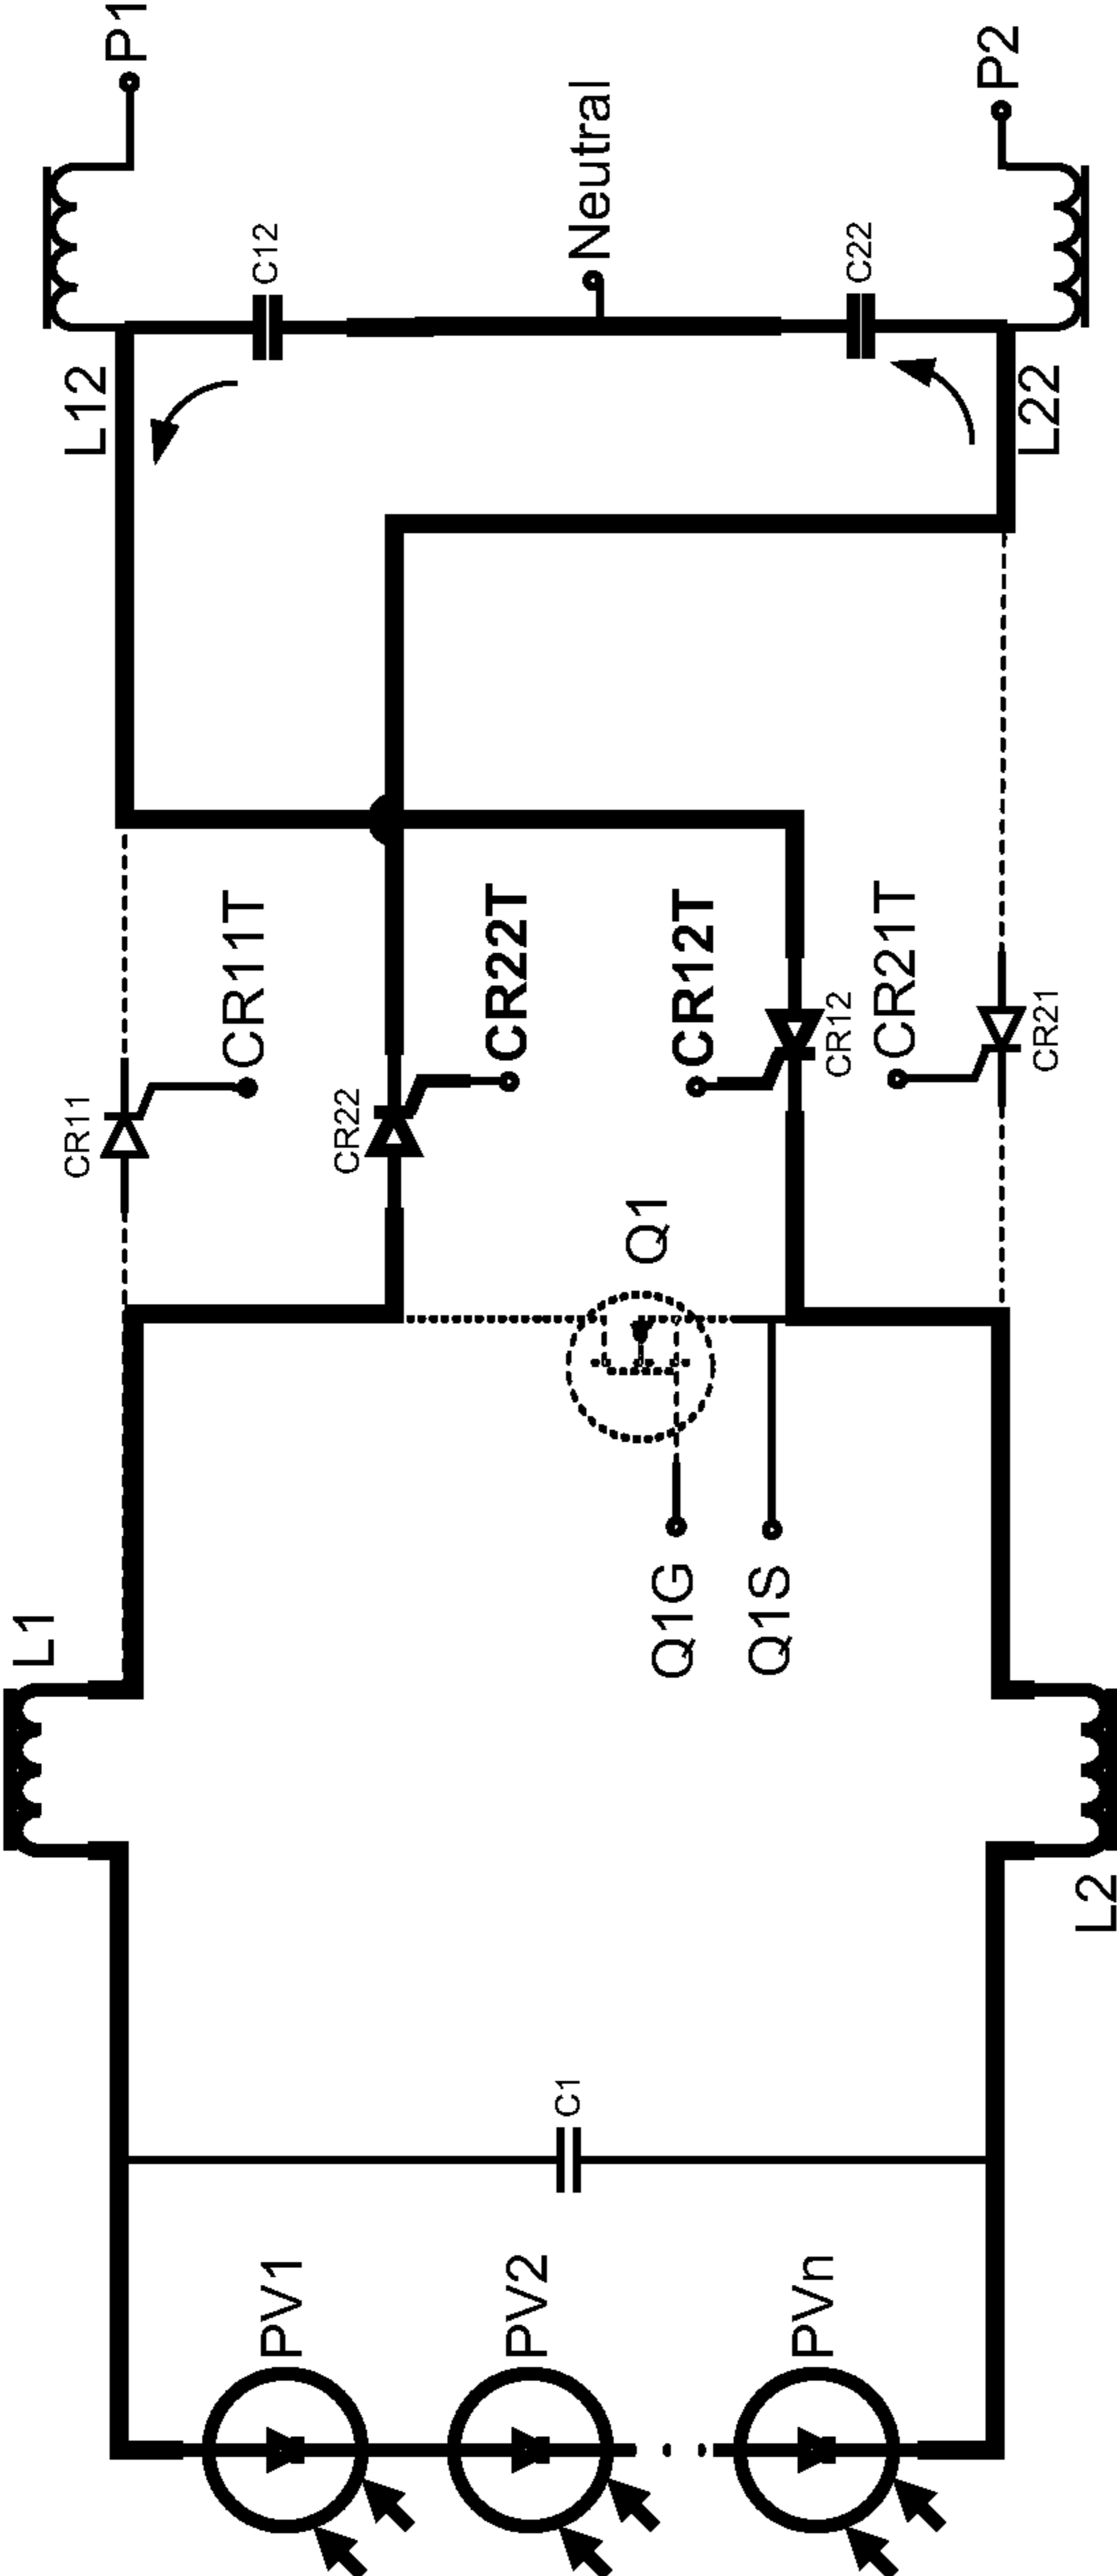 P1
P2
Neutral
C12
C22
L12
L22
CR11T
CR22T
CR12T
CR21T
CR11
CR22
CR12
CR21
Q1
Q1G
Q1S
L1
L2
C1
PV1
PV2
PVn